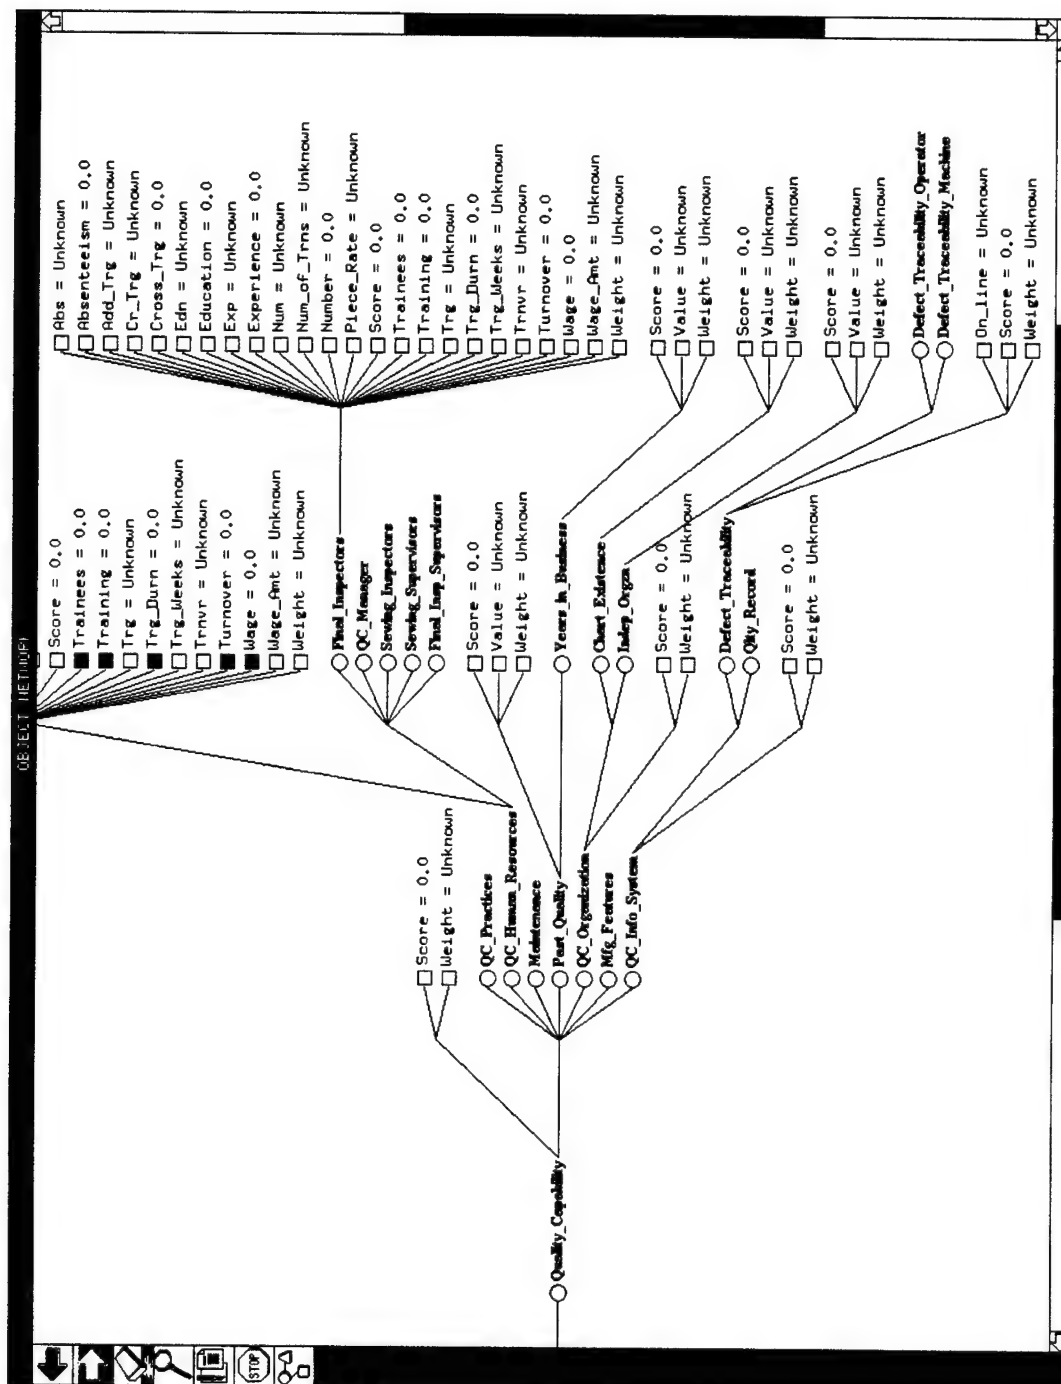 OBJECT NETWORK
Score = 0.0
Trainees = 0.0
Training = 0.0
Trg = Unknown
Trg_Durn = 0.0
Trg_Weeks = Unknown
Trnvr = Unknown
Turnover = 0.0
Wage = 0.0
Wage_Amt = Unknown
Weight = Unknown
Abs = Unknown
Absenteeism = 0.0
Add_Trg = Unknown
Cr_Trg = Unknown
Cross_Trg = 0.0
Edn = Unknown
Education = 0.0
Exp = Unknown
Experience = 0.0
Num = Unknown
Num_of_Trns = Unknown
Number = 0.0
Piece_Rate = Unknown
Score = 0.0
Trainees = 0.0
Training = 0.0
Trg = Unknown
Trg_Durn = 0.0
Trg_Weeks = Unknown
Trnvr = Unknown
Turnover = 0.0
Wage = 0.0
Wage_Amt = Unknown
Weight = Unknown
Final_Inspectors
QC_Manager
Sewing_Inspectors
Sewing_Supervisors
Final_Insp_Supervisors
Score = 0.0
Value = Unknown
Weight = Unknown
Years_in_Business
Score = 0.0
Value = Unknown
Weight = Unknown
Chart_Existence
Indep_Orgzn
Score = 0.0
Value = Unknown
Weight = Unknown
Score = 0.0
Value = Unknown
Weight = Unknown
Score = 0.0
Weight = Unknown
Defect_Traceability
Qlty_Record
Defect_Traceability_Operator
Defect_Traceability_Machine
On_line = Unknown
Score = 0.0
Weight = Unknown
Score = 0.0
Weight = Unknown
Score = 0.0
Weight = Unknown
QC_Practices
QC_Human_Resources
Maintenance
Past_Quality
QC_Organization
Mfg_Features
QC_Info_System
Quality_Capability
STOP